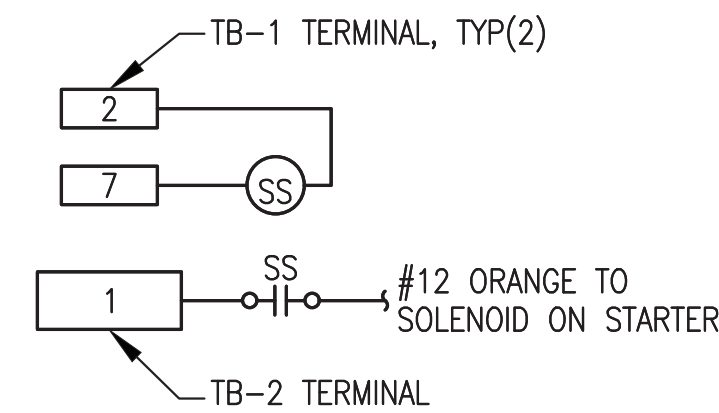 TB-1 TERMINAL, TYP(2)
2
7
SS
SS
1
#12 ORANGE TO
SOLENOID ON STARTER
TB-2 TERMINAL